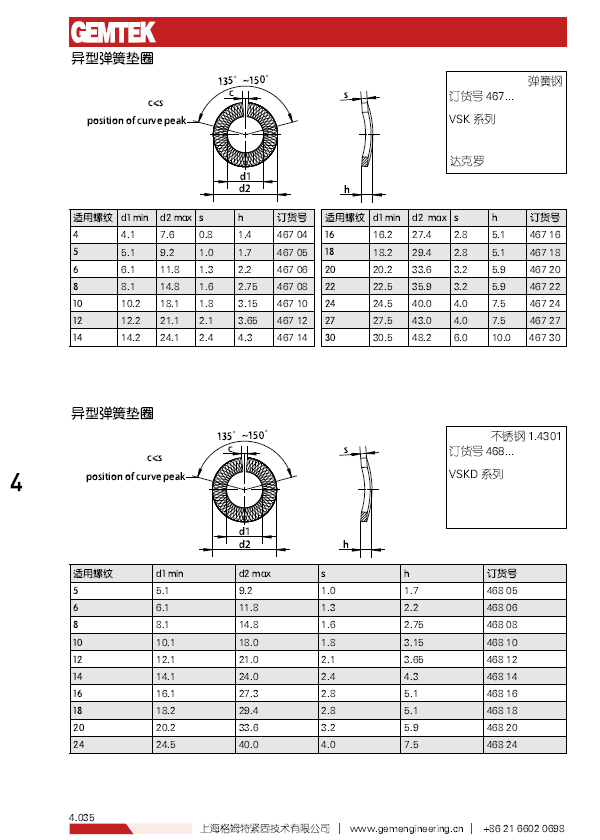 GEMTEK
异型弹簧垫圈
135° ~150°
c
c<s
position of curve peak
d1
d2
s
h
弹簧钢
订货号 467...
VSK 系列
达克罗
适用螺纹 d1 min d2 max s h 订货号
4 4.1 7.6 0.8 1.4 467 04
5 5.1 9.2 1.0 1.7 467 05
6 6.1 11.8 1.3 2.2 467 06
8 8.1 14.8 1.6 2.75 467 08
10 10.2 18.1 1.8 3.15 467 10
12 12.2 21.1 2.1 3.65 467 12
14 14.2 24.1 2.4 4.3 467 14
适用螺纹 d1 min d2 max s h 订货号
16 16.2 27.4 2.8 5.1 467 16
18 18.2 29.4 2.8 5.1 467 18
20 20.2 33.6 3.2 5.9 467 20
22 22.5 35.9 3.2 5.9 467 22
24 24.5 40.0 4.0 7.5 467 24
27 27.5 43.0 4.0 7.5 467 27
30 30.5 48.2 6.0 10.0 467 30
异型弹簧垫圈
135° ~150°
c
c<s
position of curve peak
d1
d2
s
h
不锈钢 1.4301
订货号 468...
VSKD 系列
4
适用螺纹 d1 min d2 max s h 订货号
5 5.1 9.2 1.0 1.7 468 05
6 6.1 11.8 1.3 2.2 468 06
8 8.1 14.8 1.6 2.75 468 08
10 10.1 18.0 1.8 3.15 468 10
12 12.1 21.0 2.1 3.65 468 12
14 14.1 24.0 2.4 4.3 468 14
16 16.1 27.3 2.8 5.1 468 16
18 18.2 29.4 2.8 5.1 468 18
20 20.2 33.6 3.2 5.9 468 20
24 24.5 40.0 4.0 7.5 468 24
4.035
上海格姆特紧固技术有限公司 | www.gemengineering.cn | +86 21 6602 0698